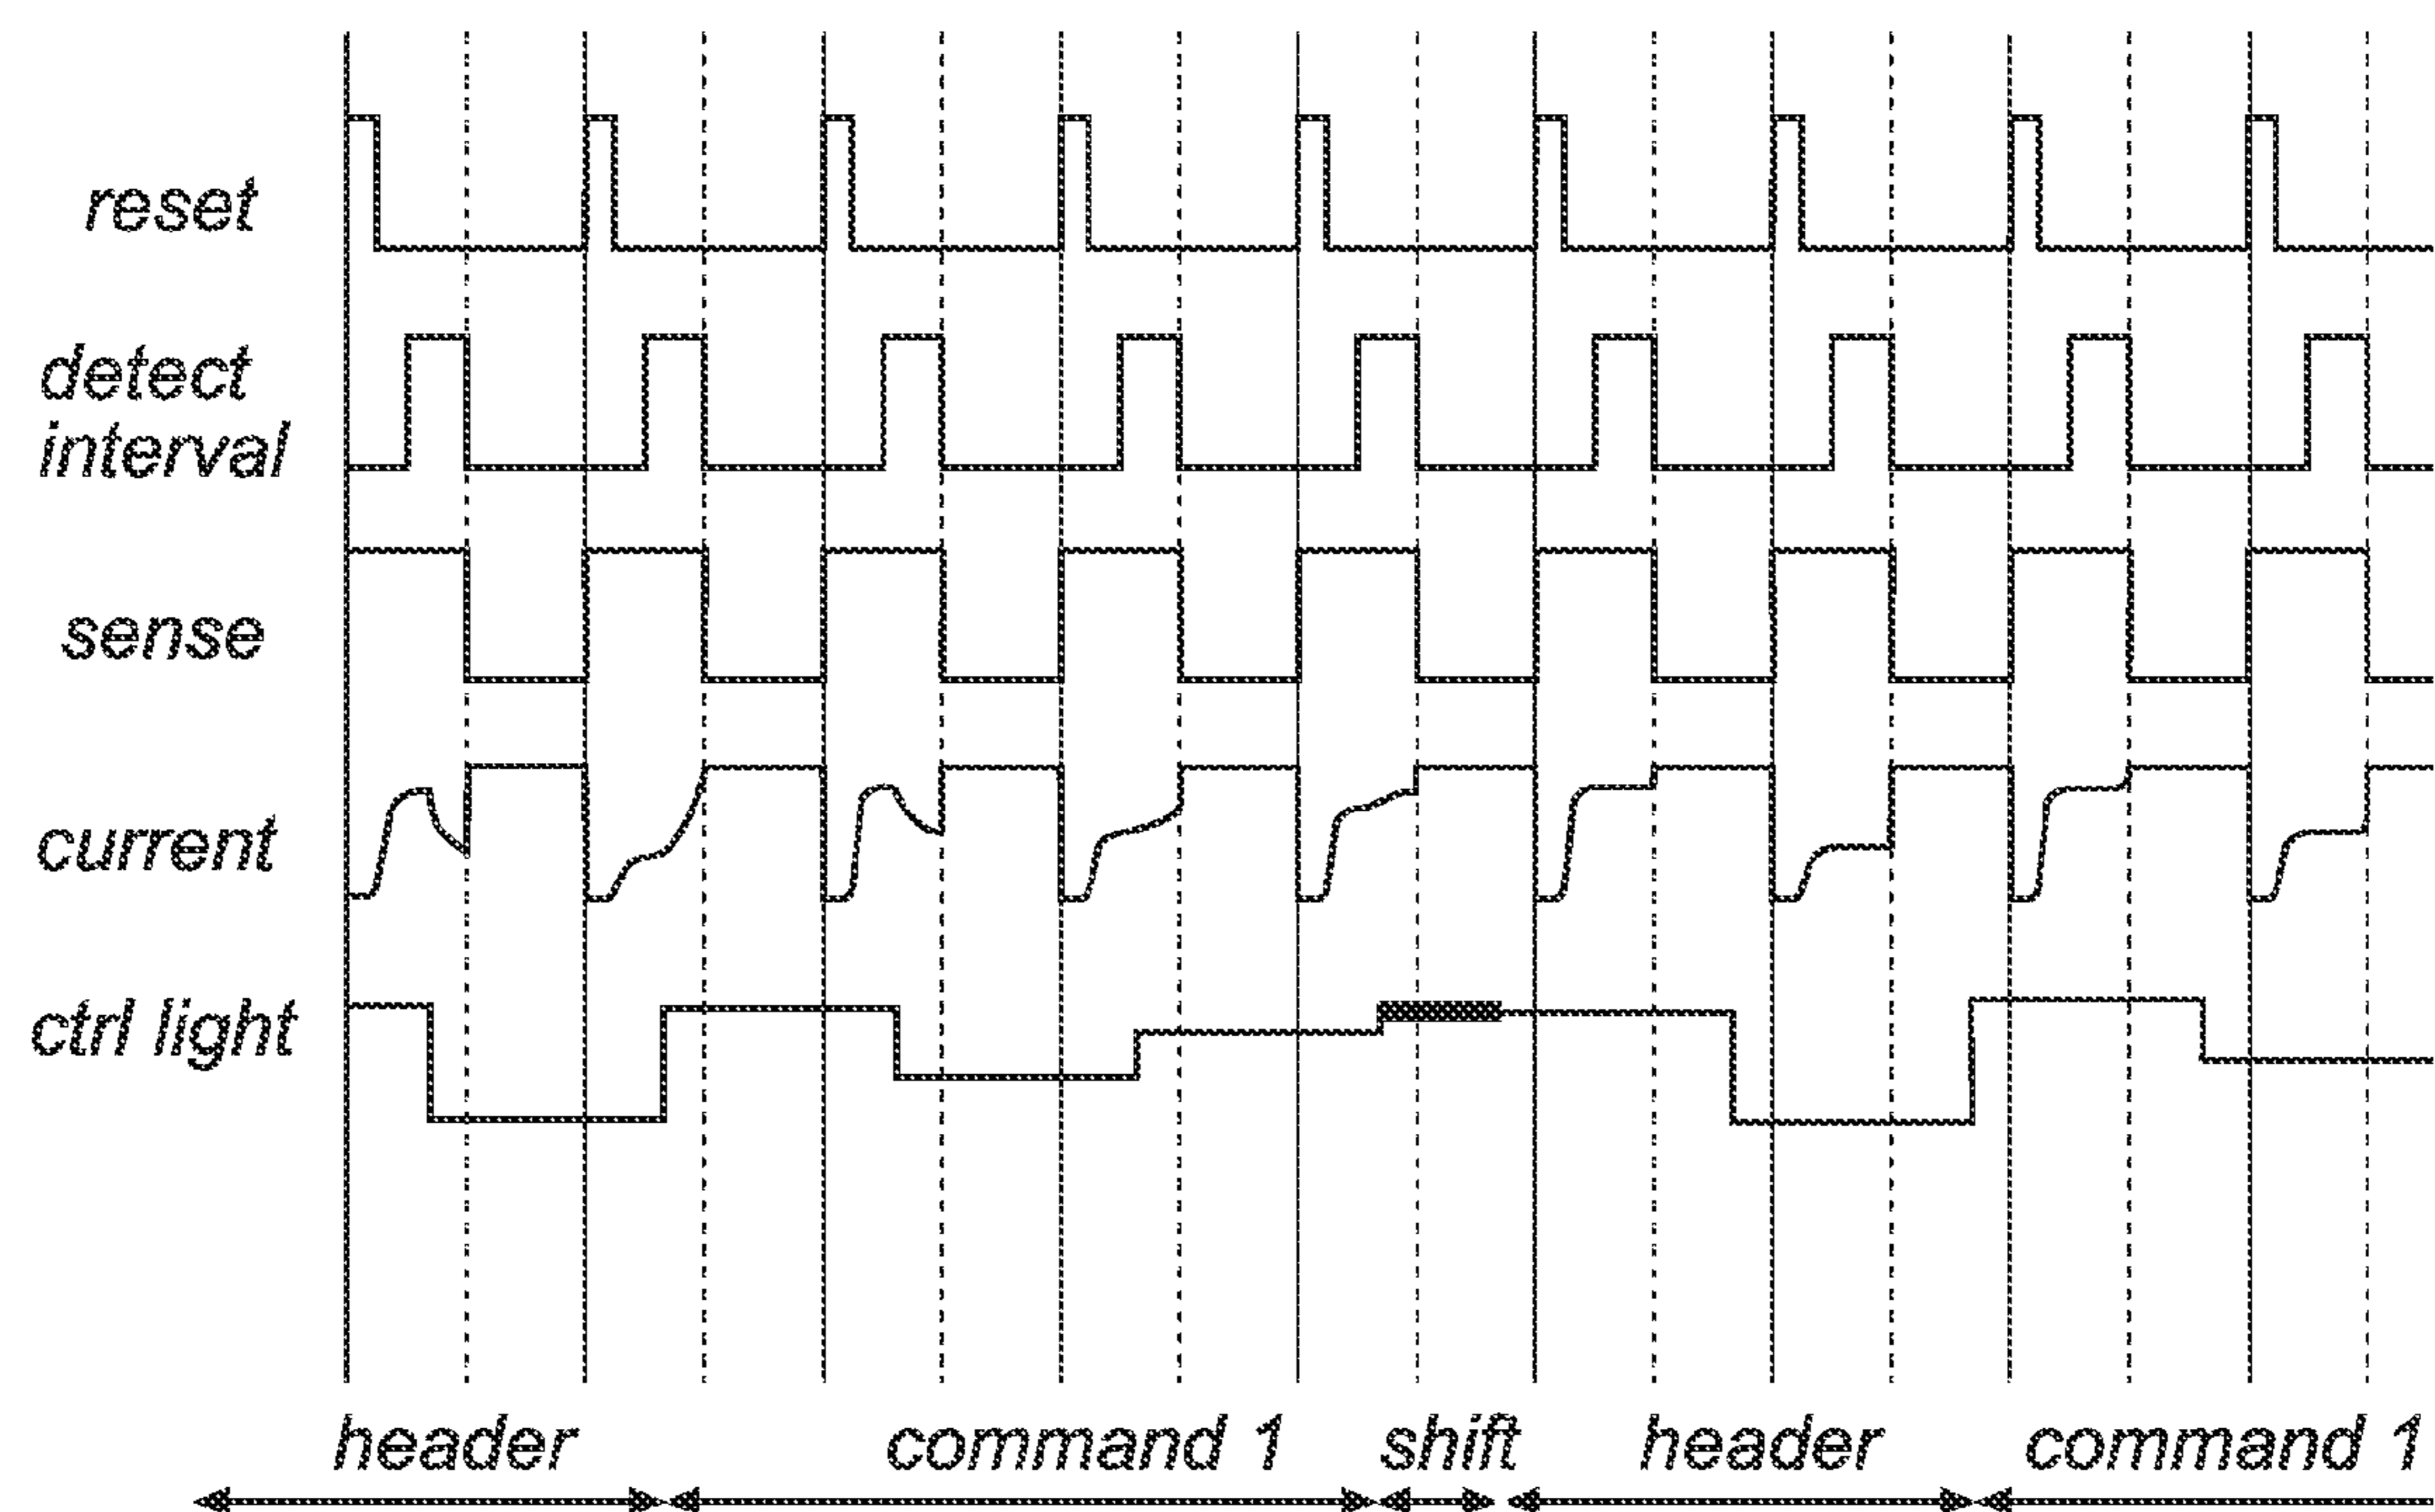 reset
detect
interval
sense
current
ctrl light
header command 1 shift header command 1